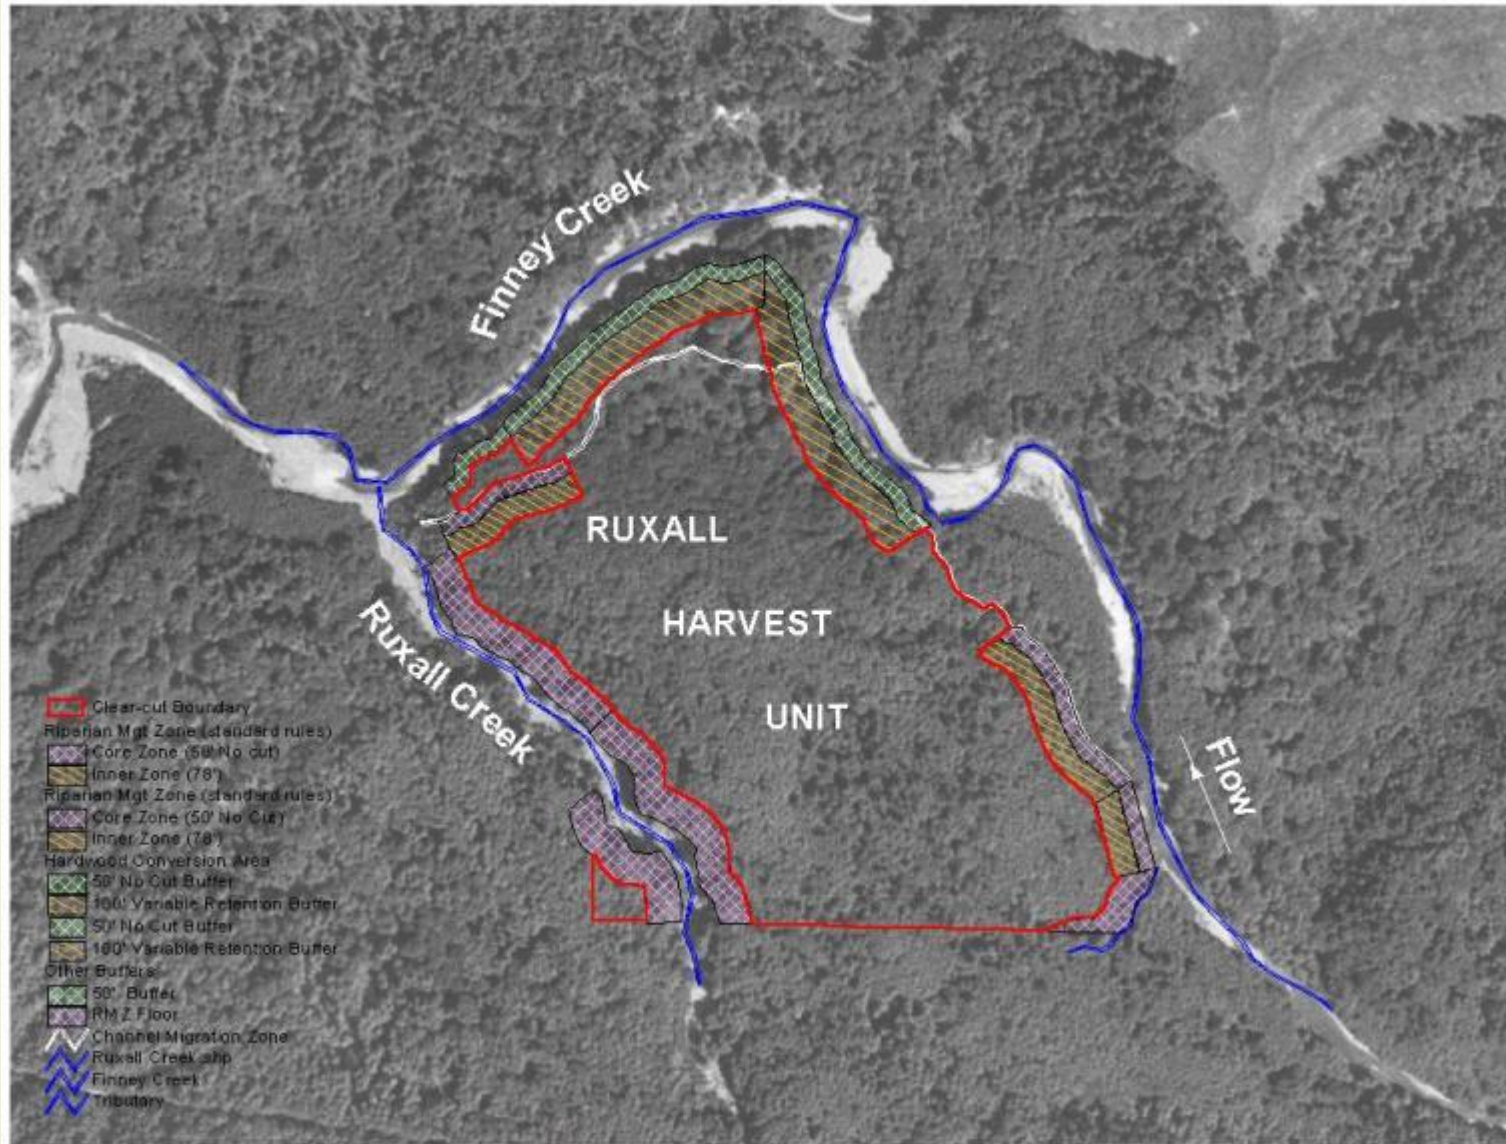 Finney Creek
RUXALL
HARVEST
UNIT
Ruxall Creek
Flow
Clear-cut Boundary
Riparian Mgt Zone (standard rules)
Core Zone (50' No cut)
Inner Zone (78')
Riparian Mgt Zone (standard rules)
Core Zone (50' No Cut)
Inner Zone (78')
Hardwood Conversion Area
50' No Cut Buffer
100' Variable Retention Buffer
50' No Cut Buffer
100' Variable Retention Buffer
Other Buffers
50' Buffer
RMZ Floor
Channel Migration Zone
Ruxall Creek.shp
Finney Creek
Tributary